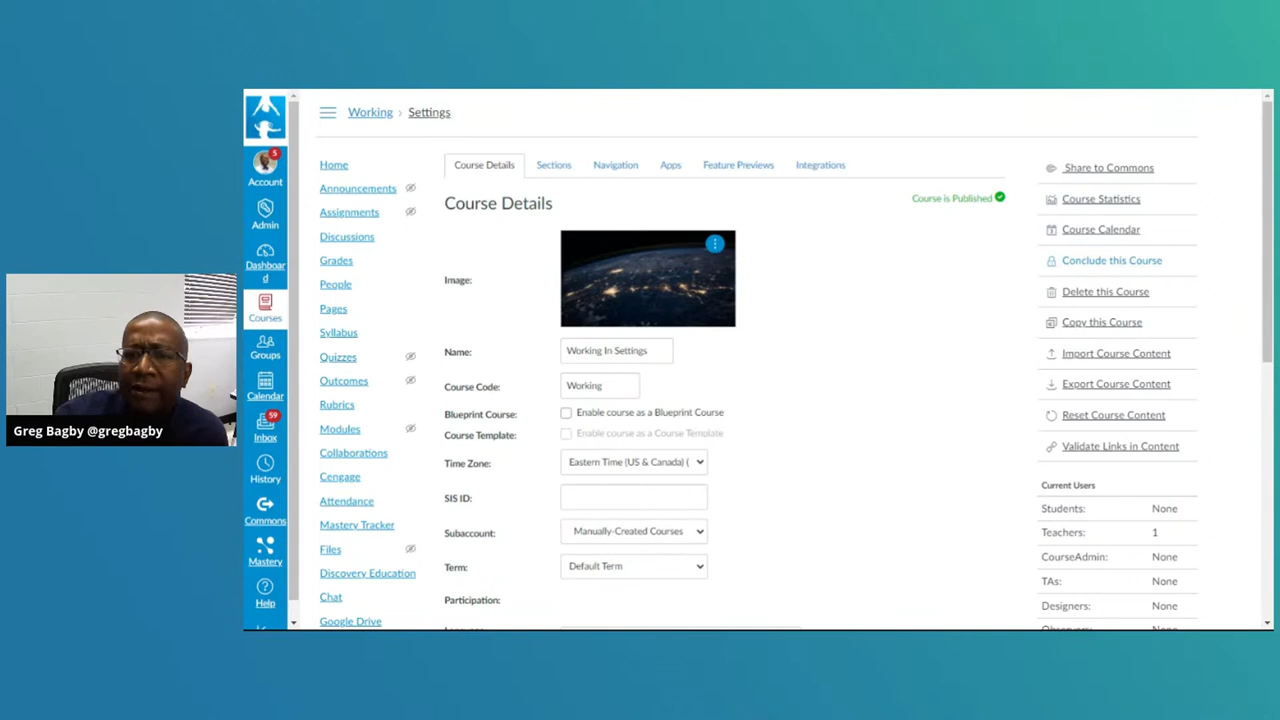 Working › Settings
5
Account
Admin
Dashboar
d
Courses
Groups
Calendar
59
Inbox
History
Commons
Mastery
Help
Home
Announcements
Assignments
Discussions
Grades
People
Pages
Syllabus
Quizzes
Outcomes
Rubrics
Modules
Collaborations
Cengage
Attendance
Mastery Tracker
Files
Discovery Education
Chat
Google Drive
Course Details Sections Navigation Apps Feature Previews Integrations
Course Details
Course is Published
Image:
Name: Working In Settings
Course Code: Working
Blueprint Course: Enable course as a Blueprint Course
Course Template: Enable course as a Course Template
Time Zone: Eastern Time (US & Canada) (
SIS ID:
Subaccount: Manually-Created Courses
Term: Default Term
Participation:
Share to Commons
Course Statistics
Course Calendar
Conclude this Course
Delete this Course
Copy this Course
Import Course Content
Export Course Content
Reset Course Content
Validate Links in Content
Current Users
Students: None
Teachers: 1
CourseAdmin: None
TAs: None
Designers: None
Greg Bagby @gregbagby